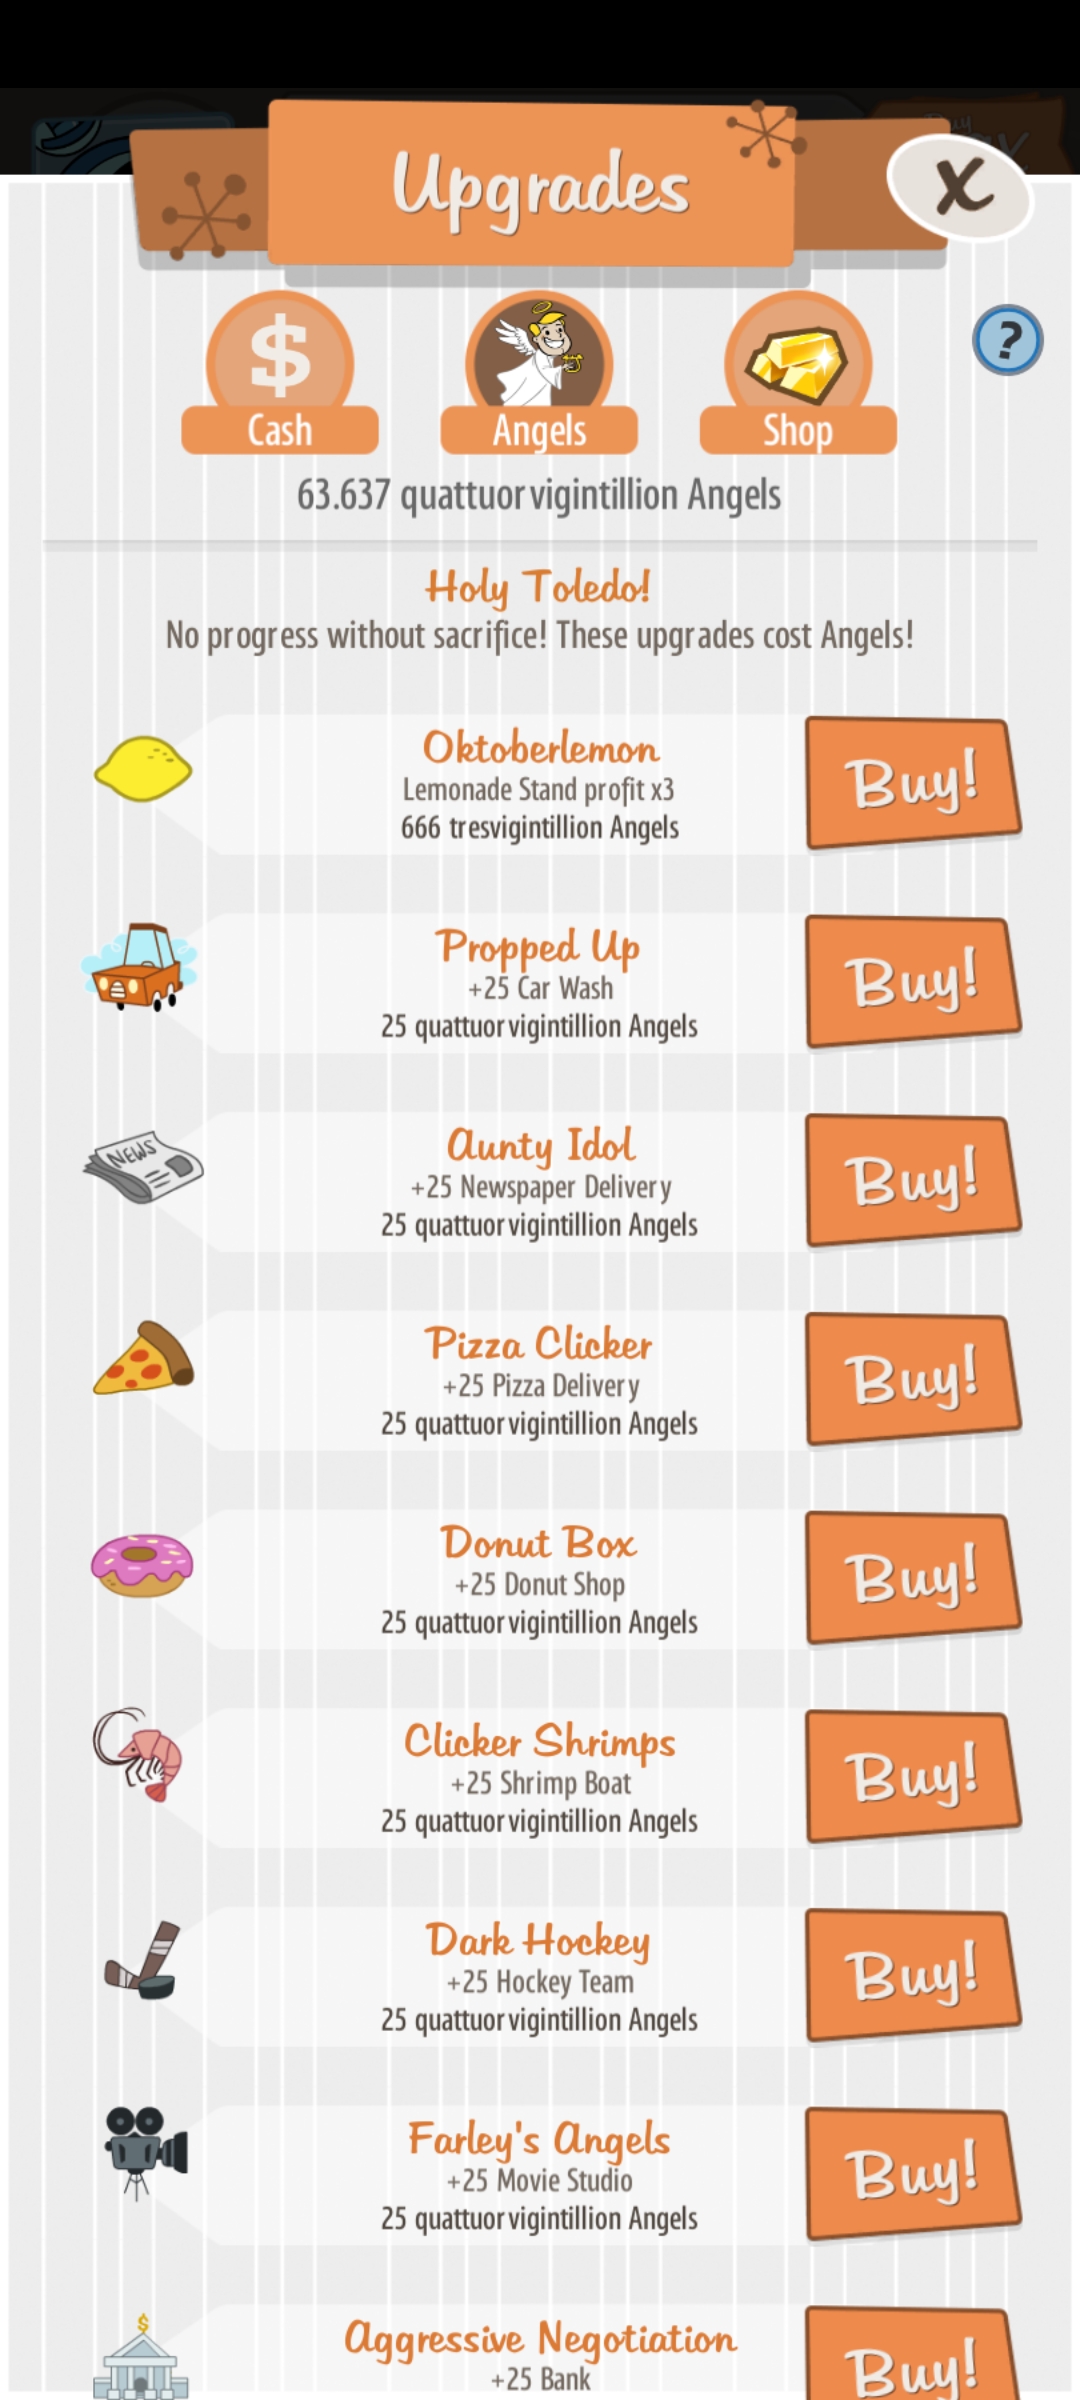 Upgrades
X
$
?
Cash
Angels
Shop
63.637 quattuorvigintillion Angels
Holy Toledo!
No progress without sacrifice! These upgrades cost Angels!
Oktoberlemon
Lemonade Stand profit x3
666 tresvigintillion Angels
Buy!
Propped Up
+25 Car Wash
25 quattuorvigintillion Angels
Buy!
NEWS
Aunty Idol
+25 Newspaper Delivery
25 quattuorvigintillion Angels
Buy!
Pizza Clicker
+25 Pizza Delivery
25 quattuorvigintillion Angels
Buy!
Donut Box
+25 Donut Shop
25 quattuorvigintillion Angels
Buy!
Clicker Shrimps
+25 Shrimp Boat
25 quattuorvigintillion Angels
Buy!
Dark Hockey
+25 Hockey Team
25 quattuorvigintillion Angels
Buy!
Farley's Angels
+25 Movie Studio
25 quattuorvigintillion Angels
Buy!
$
Aggressive Negotiation
+25 Bank
Buy!